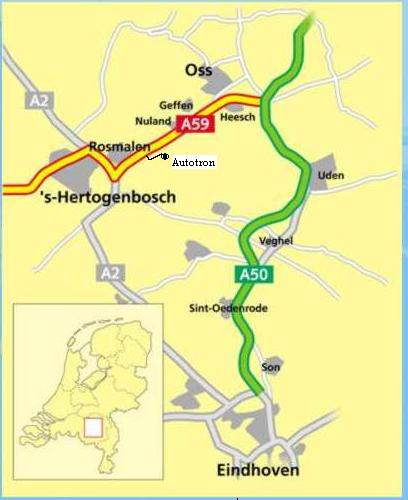 Oss
A2
Geffen
Nuland
A59
Heesch
Rosmalen
Autotron
Uden
's-Hertogenbosch
Veghel
A2
A50
Sint-Oedenrode
Son
Eindhoven